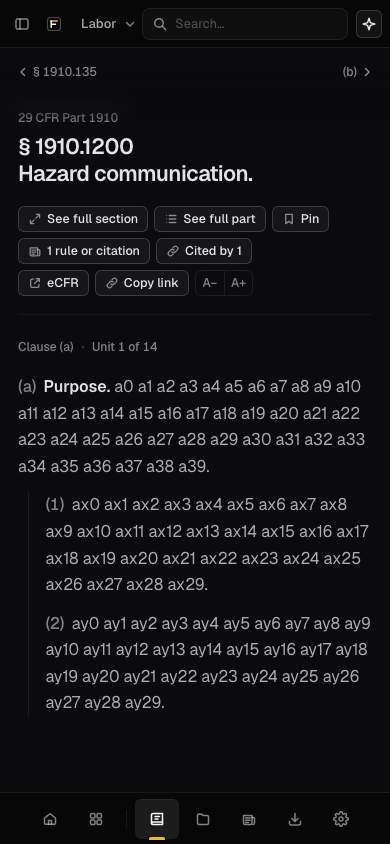 Labor
Search...
§ 1910.135
(b)
29 CFR Part 1910
§ 1910.1200
Hazard communication.
See full section
See full part
Pin
1 rule or citation
Cited by 1
eCFR
Copy link
A−
A+
Clause (a) · Unit 1 of 14
(a) Purpose. a0 a1 a2 a3 a4 a5 a6 a7 a8 a9 a10
a11 a12 a13 a14 a15 a16 a17 a18 a19 a20 a21 a22
a23 a24 a25 a26 a27 a28 a29 a30 a31 a32 a33
a34 a35 a36 a37 a38 a39.
(1) ax0 ax1 ax2 ax3 ax4 ax5 ax6 ax7 ax8
ax9 ax10 ax11 ax12 ax13 ax14 ax15 ax16 ax17
ax18 ax19 ax20 ax21 ax22 ax23 ax24 ax25
ax26 ax27 ax28 ax29.
(2) ay0 ay1 ay2 ay3 ay4 ay5 ay6 ay7 ay8 ay9
ay10 ay11 ay12 ay13 ay14 ay15 ay16 ay17 ay18
ay19 ay20 ay21 ay22 ay23 ay24 ay25 ay26
ay27 ay28 ay29.